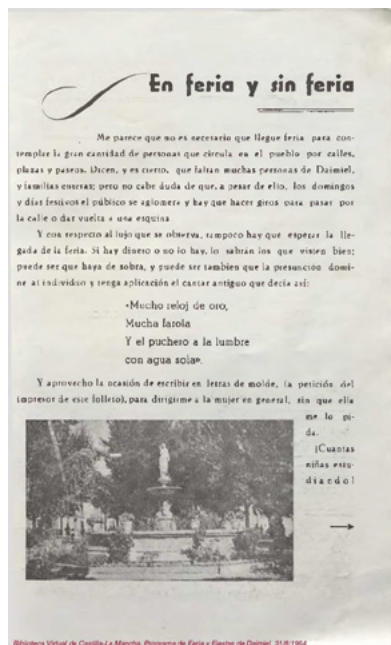 En feria y sin feria
Me parece que no es necesario que llegue feria para con-
templar la gran cantidad de personas que circula en el pueblo por calles,
plazas y paseos. Dicen, y es cierto, que faltan muchas personas de Daimiel,
y familias enteras; pero no cabe duda de que, a pesar de ello, los domingos
y días festivos el público se aglomera y hay que hacer giros para pasar por
la calle o dar vuelta a una esquina
Y con respecto al lujo que se observa, tampoco hay que esperar la lle-
gada de la feria. Si hay dinero o no lo hay, lo sabrán los que visten bien;
puede ser que haya de sobra, y puede ser tambien que la presunción domi-
ne al individuo y tenga aplicación el cantar antiguo que decía así:
«Mucho reloj de oro,
Mucha farola
Y el puchero a la lumbre
con agua sola».
Y aprovecho la ocasión de escribir en letras de molde, (a petición del
impresor de este folleto), para dirigirme a la mujer en general, sin que ella
me lo pi-
da.
¡Cuantas
niñas estu-
diando!
Biblioteca Virtual de Castilla-La Mancha. Programa de Feria y Fiestas de Daimiel. 31/8/1964